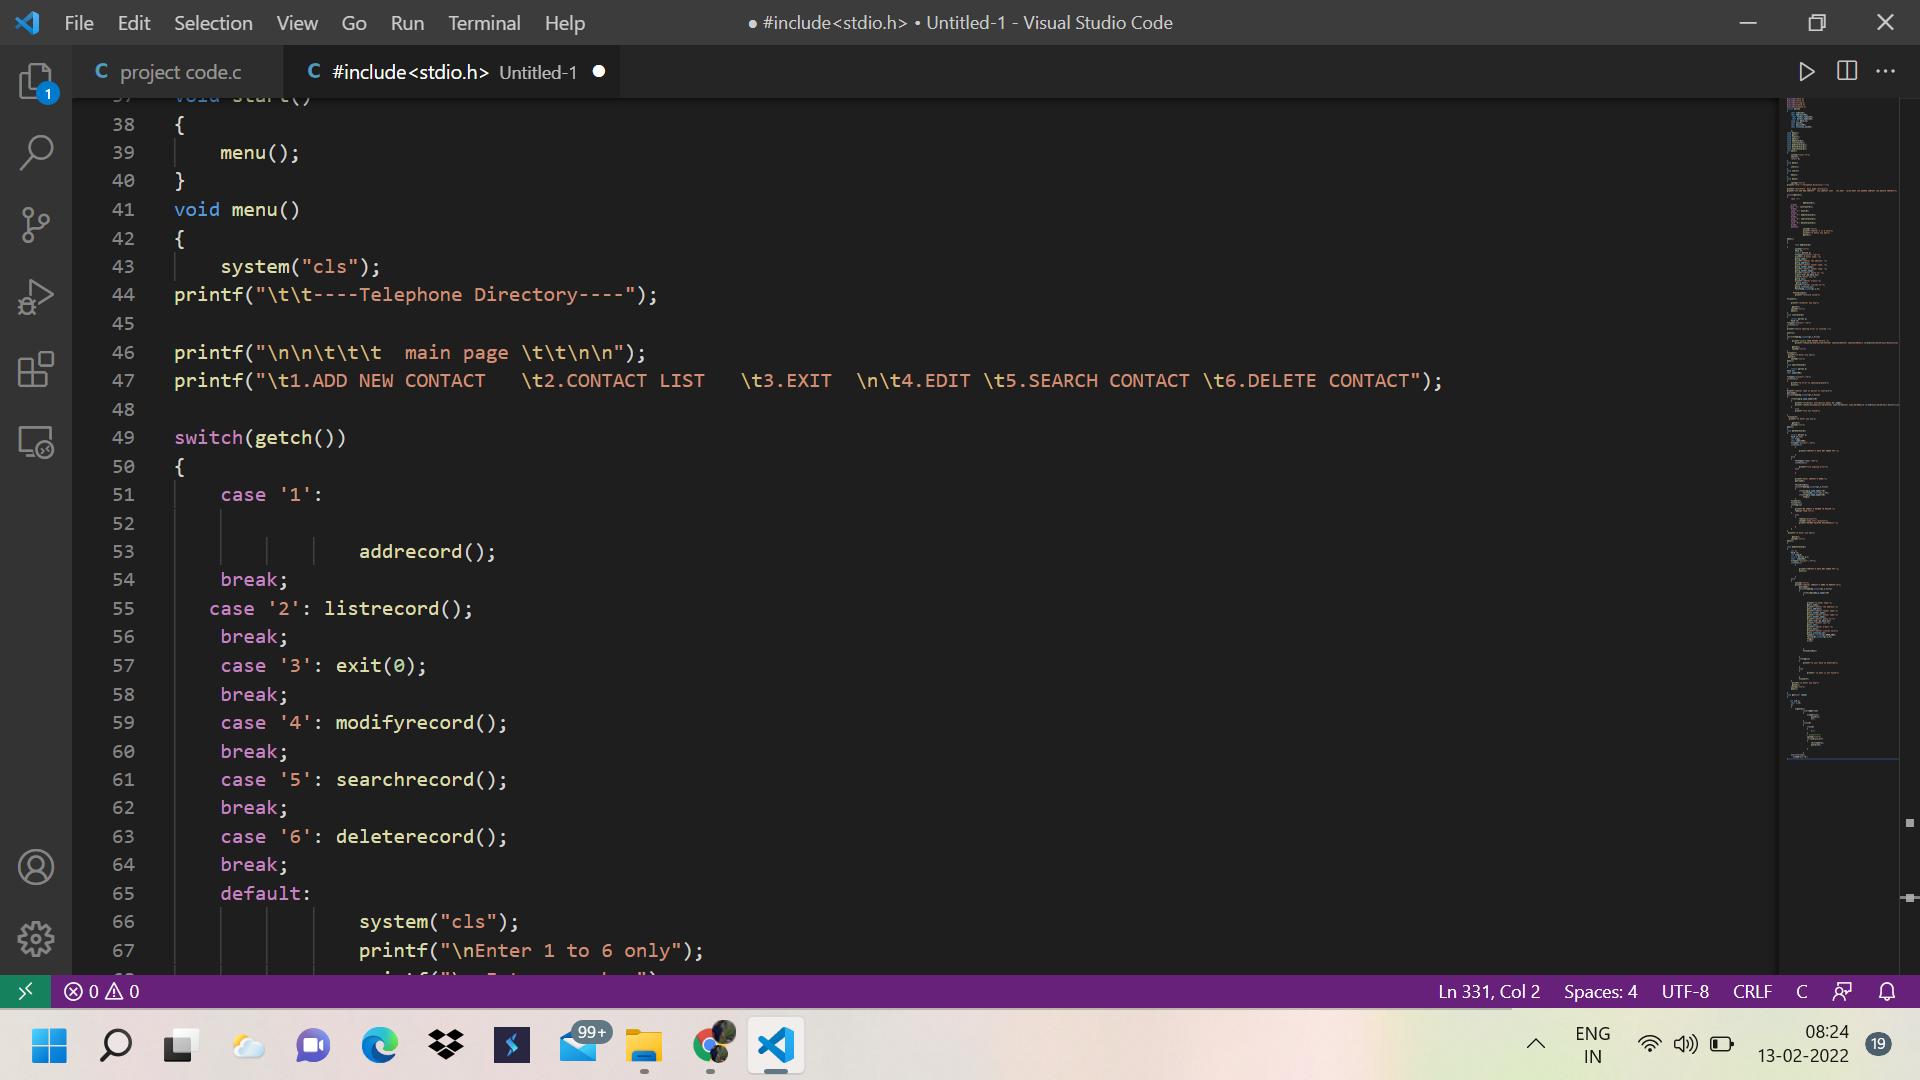 File Edit Selection View Go Run Terminal Help
● #include<stdio.h> • Untitled-1 - Visual Studio Code
C project code.c
C #include<stdio.h> Untitled-1 ●
1
37 void start()
38 {
39 menu();
40 }
41 void menu()
42 {
43 system("cls");
44 printf("\t\t----Telephone Directory----");
45
46 printf("\n\n\t\t\t  main page \t\t\n\n");
47 printf("\t1.ADD NEW CONTACT   \t2.CONTACT LIST   \t3.EXIT  \n\t4.EDIT \t5.SEARCH CONTACT \t6.DELETE CONTACT");
48
49 switch(getch())
50 {
51 case '1':
52
53 addrecord();
54 break;
55 case '2': listrecord();
56 break;
57 case '3': exit(0);
58 break;
59 case '4': modifyrecord();
60 break;
61 case '5': searchrecord();
62 break;
63 case '6': deleterecord();
64 break;
65 default:
66 system("cls");
67 printf("\nEnter 1 to 6 only");
0 0
Ln 331, Col 2 Spaces: 4 UTF-8 CRLF C
99+
ENG
IN
08:24
13-02-2022
19